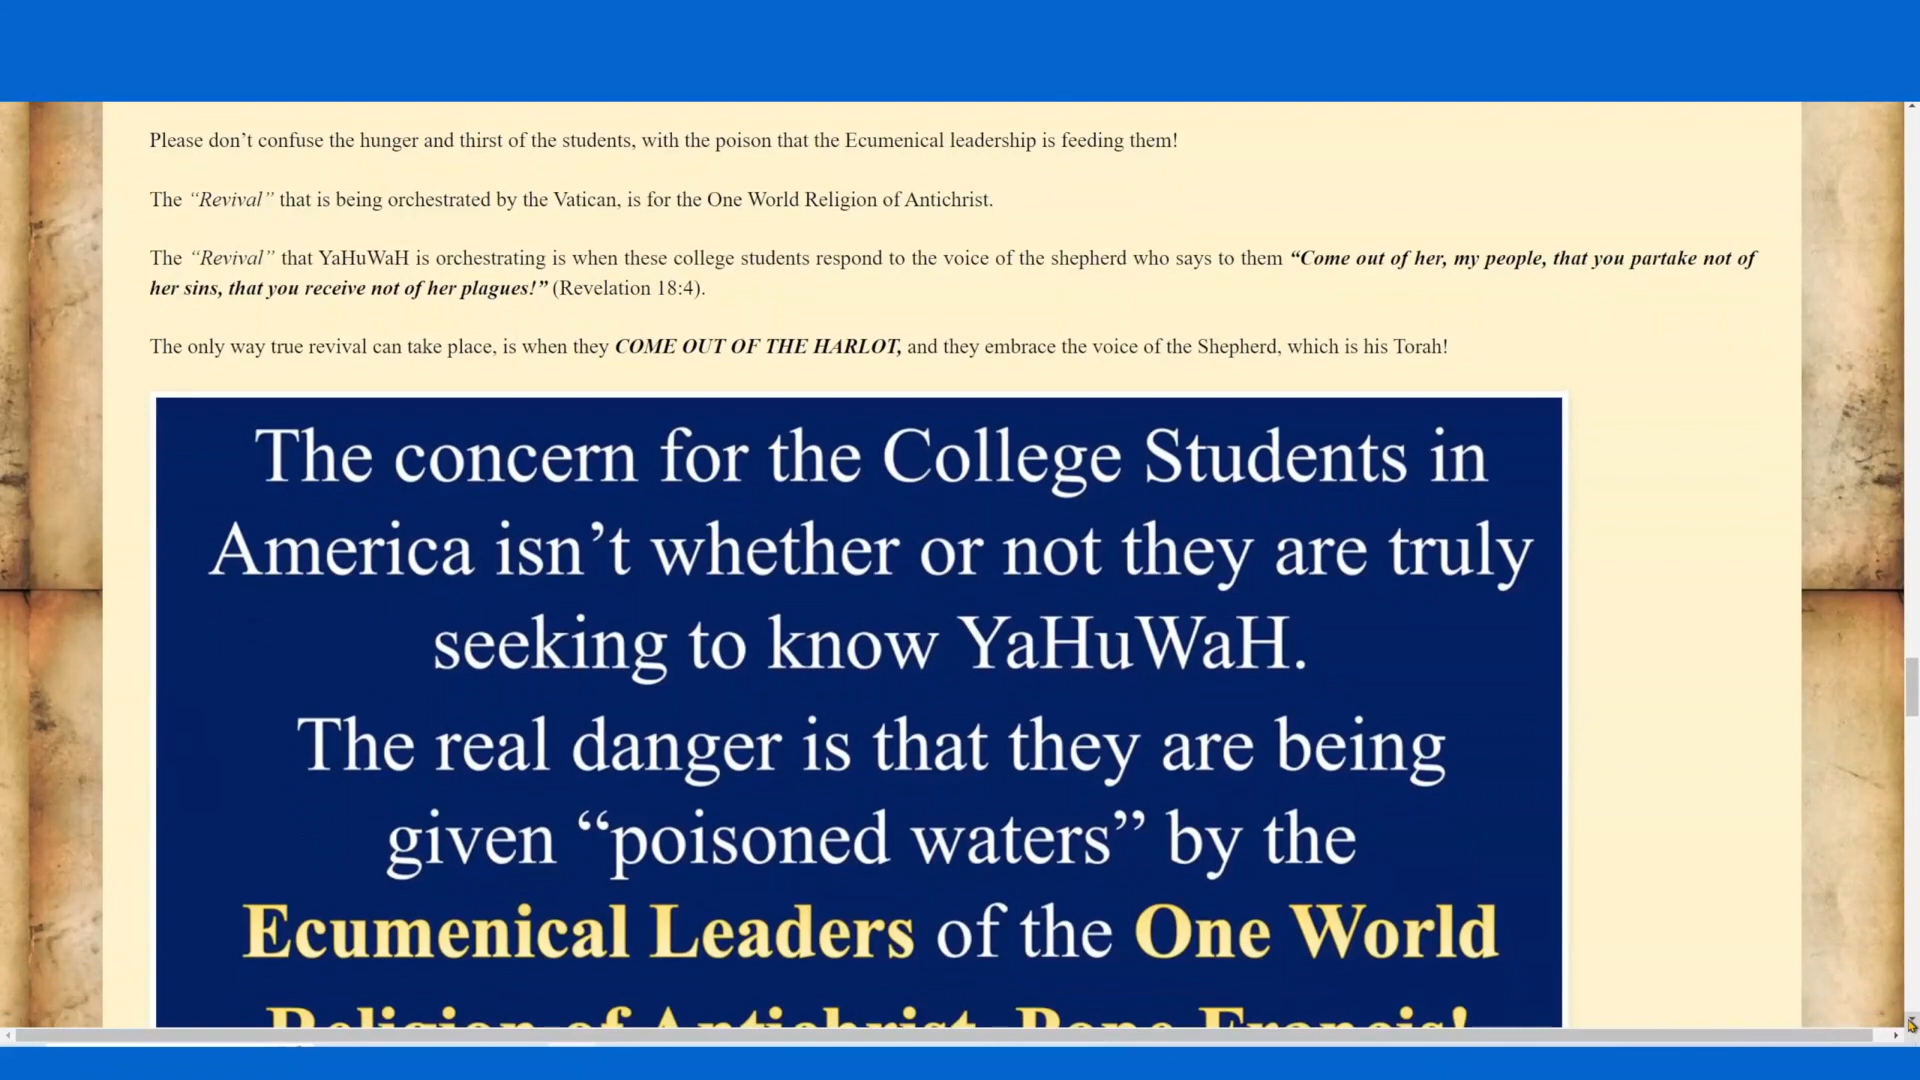 Please don’t confuse the hunger and thirst of the students, with the poison that the Ecumenical leadership is feeding them!
The “Revival” that is being orchestrated by the Vatican, is for the One World Religion of Antichrist.
The “Revival” that YaHuWaH is orchestrating is when these college students respond to the voice of the shepherd who says to them “Come out of her, my people, that you partake not of
her sins, that you receive not of her plagues!” (Revelation 18:4).
The only way true revival can take place, is when they COME OUT OF THE HARLOT, and they embrace the voice of the Shepherd, which is his Torah!
The concern for the College Students in
America isn’t whether or not they are truly
seeking to know YaHuWaH.
The real danger is that they are being
given “poisoned waters” by the
Ecumenical Leaders of the One World
Religion of Antichrist, Pope Francis!